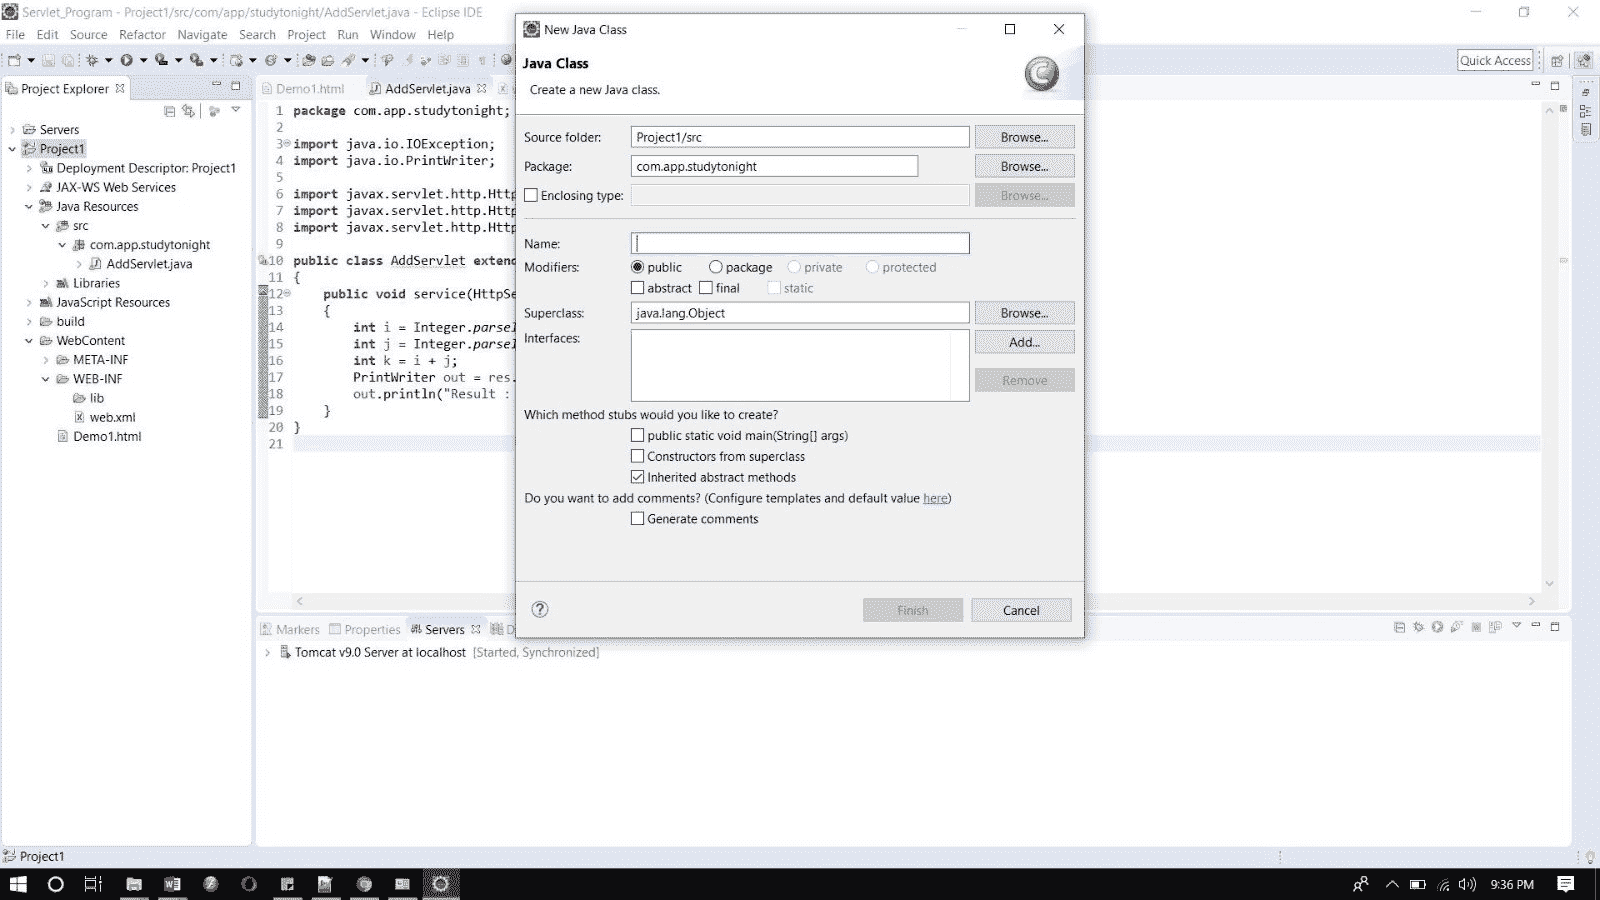 Servlet_Program - Project1/src/com/app/studytonight/AddServlet.java - Eclipse IDE
File Edit Source Refactor Navigate Search Project Run Window Help
Quick Access
Project Explorer
Servers
Project1
Deployment Descriptor: Project1
JAX-WS Web Services
Java Resources
src
com.app.studytonight
AddServlet.java
Libraries
JavaScript Resources
build
WebContent
META-INF
WEB-INF
lib
web.xml
Demo1.html
Demo1.html AddServlet.java
1 package com.app.studytonight;
2
3 import java.io.IOException;
4 import java.io.PrintWriter;
5
6 import javax.servlet.http.Http
7 import javax.servlet.http.Http
8 import javax.servlet.http.Http
9
10 public class AddServlet extend
11 {
12 public void service(HttpSe
13 {
14 int i = Integer.parseI
15 int j = Integer.parseI
16 int k = i + j;
17 PrintWriter out = res.
18 out.println("Result :
19 }
20 }
21
New Java Class
Java Class
Create a new Java class.
Source folder: Project1/src Browse...
Package: com.app.studytonight Browse...
Enclosing type: Browse...
Name:
Modifiers: public package private protected
abstract final static
Superclass: java.lang.Object Browse...
Interfaces: Add...
Remove
Which method stubs would you like to create?
public static void main(String[] args)
Constructors from superclass
Inherited abstract methods
Do you want to add comments? (Configure templates and default value here)
Generate comments
? Finish Cancel
Markers Properties Servers D
Tomcat v9.0 Server at localhost [Started, Synchronized]
Project1
9:36 PM